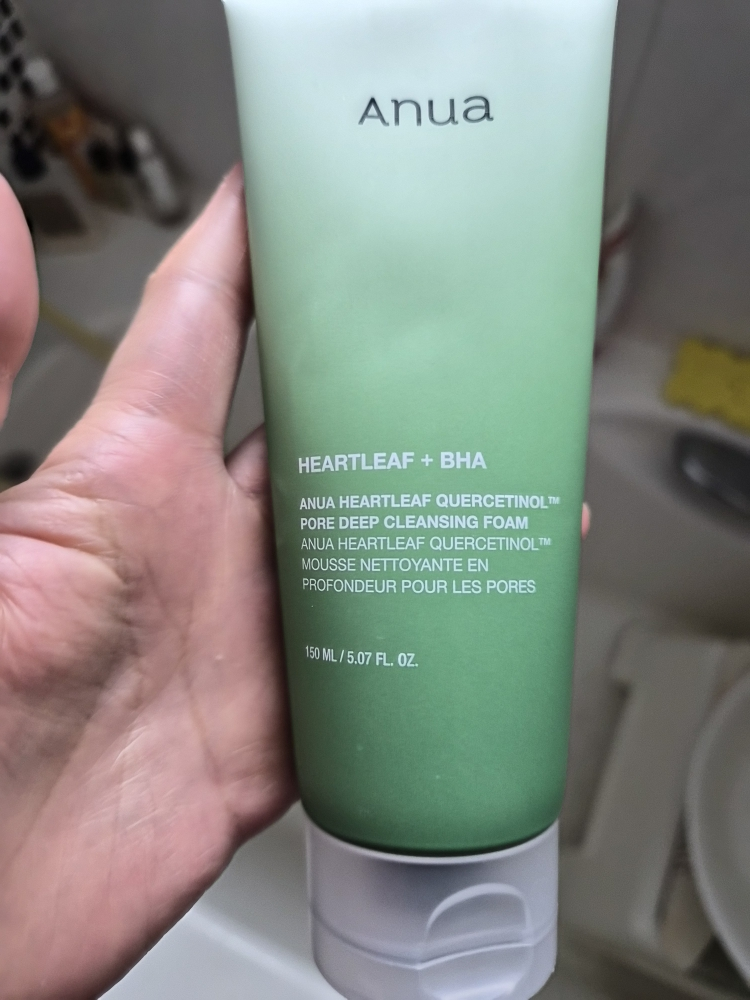 Anua
HEARTLEAF + BHA
ANUA HEARTLEAF QUERCETINOL™
PORE DEEP CLEANSING FOAM
ANUA HEARTLEAF QUERCETINOL™
MOUSSE NETTOYANTE EN
PROFONDEUR POUR LES PORES
150 ML / 5.07 FL. OZ.